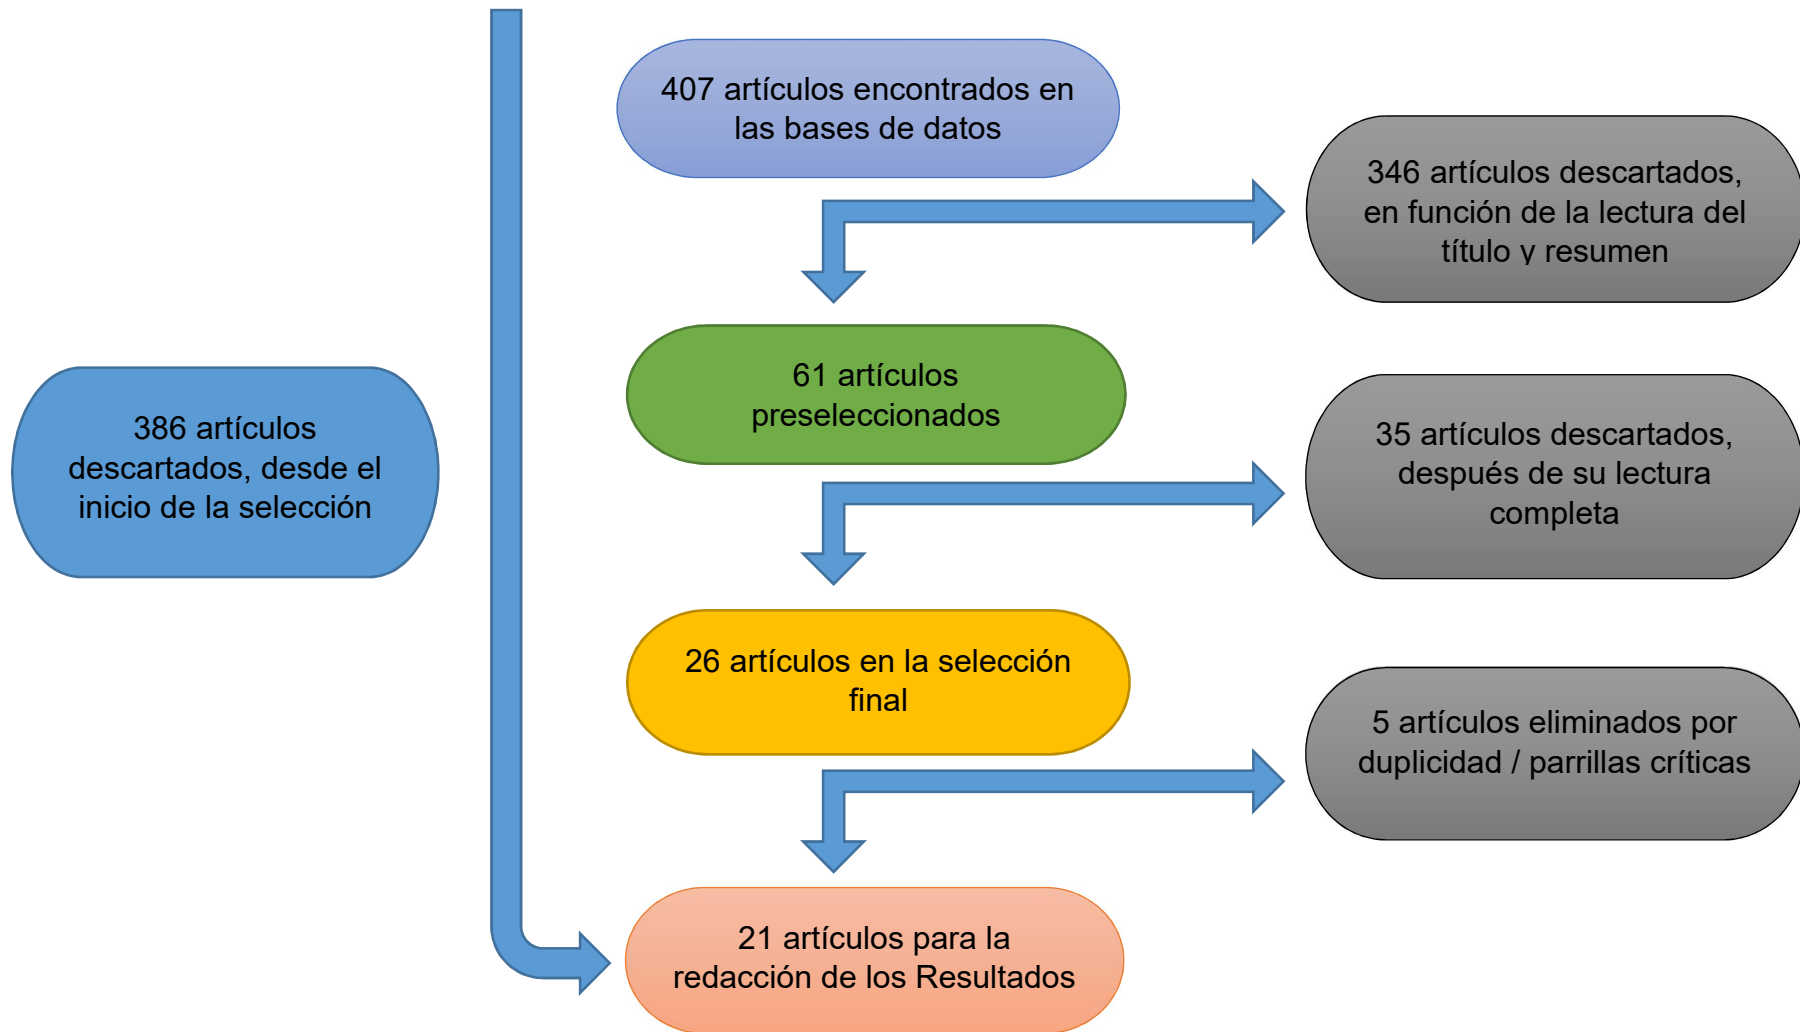 407 artículos encontrados en
las bases de datos
346 artículos descartados,
en función de la lectura del
título y resumen
61 artículos
preseleccionados
386 artículos
descartados, desde el
inicio de la selección
35 artículos descartados,
después de su lectura
completa
26 artículos en la selección
final
5 artículos eliminados por
duplicidad / parrillas críticas
21 artículos para la
redacción de los Resultados